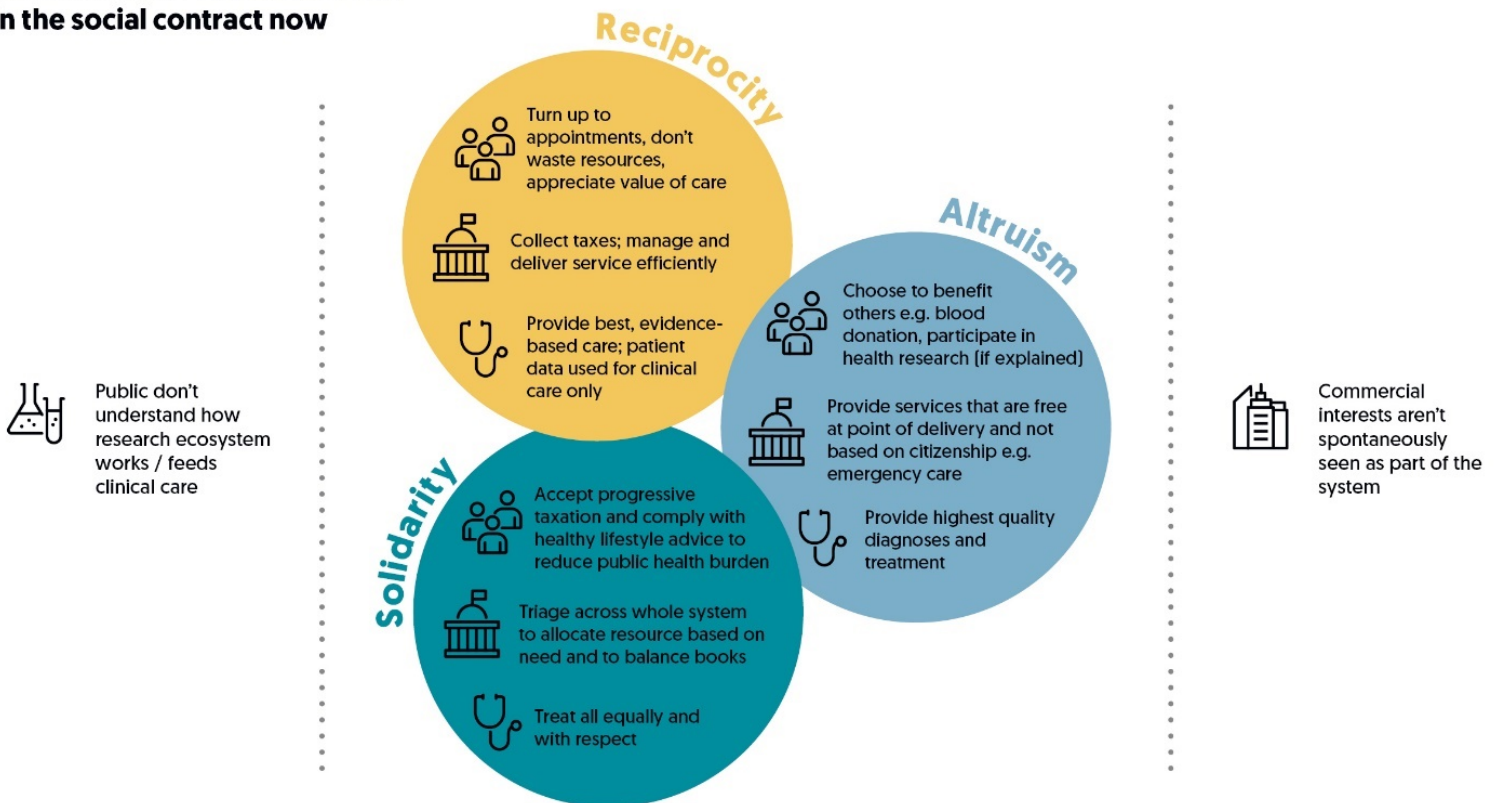 n the social contract now
Reciprocity
Turn up to
appointments, don't
waste resources,
appreciate value of care
Collect taxes; manage and
deliver service efficiently
Provide best, evidence-
based care; patient
data used for clinical
care only
Altruism
Choose to benefit
others e.g. blood
donation, participate in
health research (if explained)
Provide services that are free
at point of delivery and not
based on citizenship e.g.
emergency care
Provide highest quality
diagnoses and
treatment
Solidarity
Accept progressive
taxation and comply with
healthy lifestyle advice to
reduce public health burden
Triage across whole system
to allocate resource based on
need and to balance books
Treat all equally and
with respect
Public don't
understand how
research ecosystem
works / feeds
clinical care
Commercial
interests aren't
spontaneously
seen as part of the
system